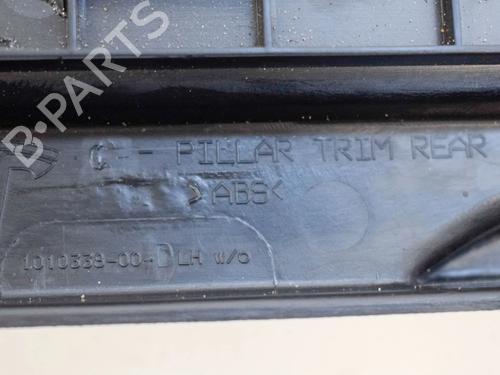 C - PILLAR TRIM REAR
>ABS<
1010338-00-D LH w/o
B-PARTS